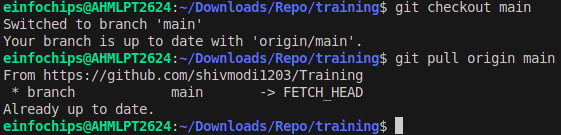 einfochips@AHMLPT2624:~/Downloads/Repo/training$ git checkout main
Switched to branch 'main'
Your branch is up to date with 'origin/main'.
einfochips@AHMLPT2624:~/Downloads/Repo/training$ git pull origin main
From https://github.com/shivmodi1203/Training
 * branch            main       -> FETCH_HEAD
Already up to date.
einfochips@AHMLPT2624:~/Downloads/Repo/training$